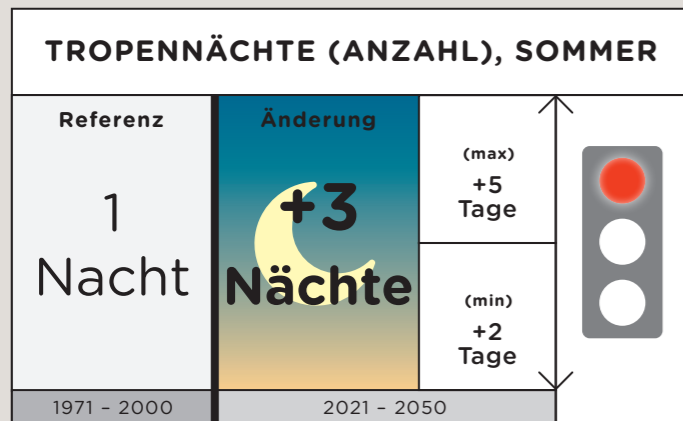 TROPENNÄCHTE (ANZAHL), SOMMER
Referenz
1
Nacht
Änderung
+3
Nächte
(max)
+5
Tage
(min)
+2
Tage
1971 – 2000
2021 – 2050